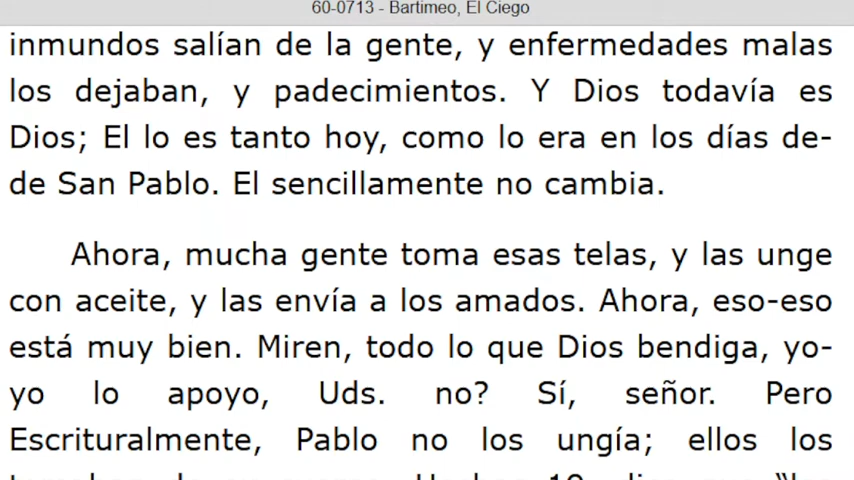 60-0713 - Bartimeo, El Ciego
inmundos salían de la gente, y enfermedades malas
los dejaban, y padecimientos. Y Dios todavía es
Dios; El lo es tanto hoy, como lo era en los días de-
de San Pablo. El sencillamente no cambia.
Ahora, mucha gente toma esas telas, y las unge
con aceite, y las envía a los amados. Ahora, eso-eso
está muy bien. Miren, todo lo que Dios bendiga, yo-
yo lo apoyo, Uds. no? Sí, señor. Pero
Escrituralmente, Pablo no los ungía; ellos los